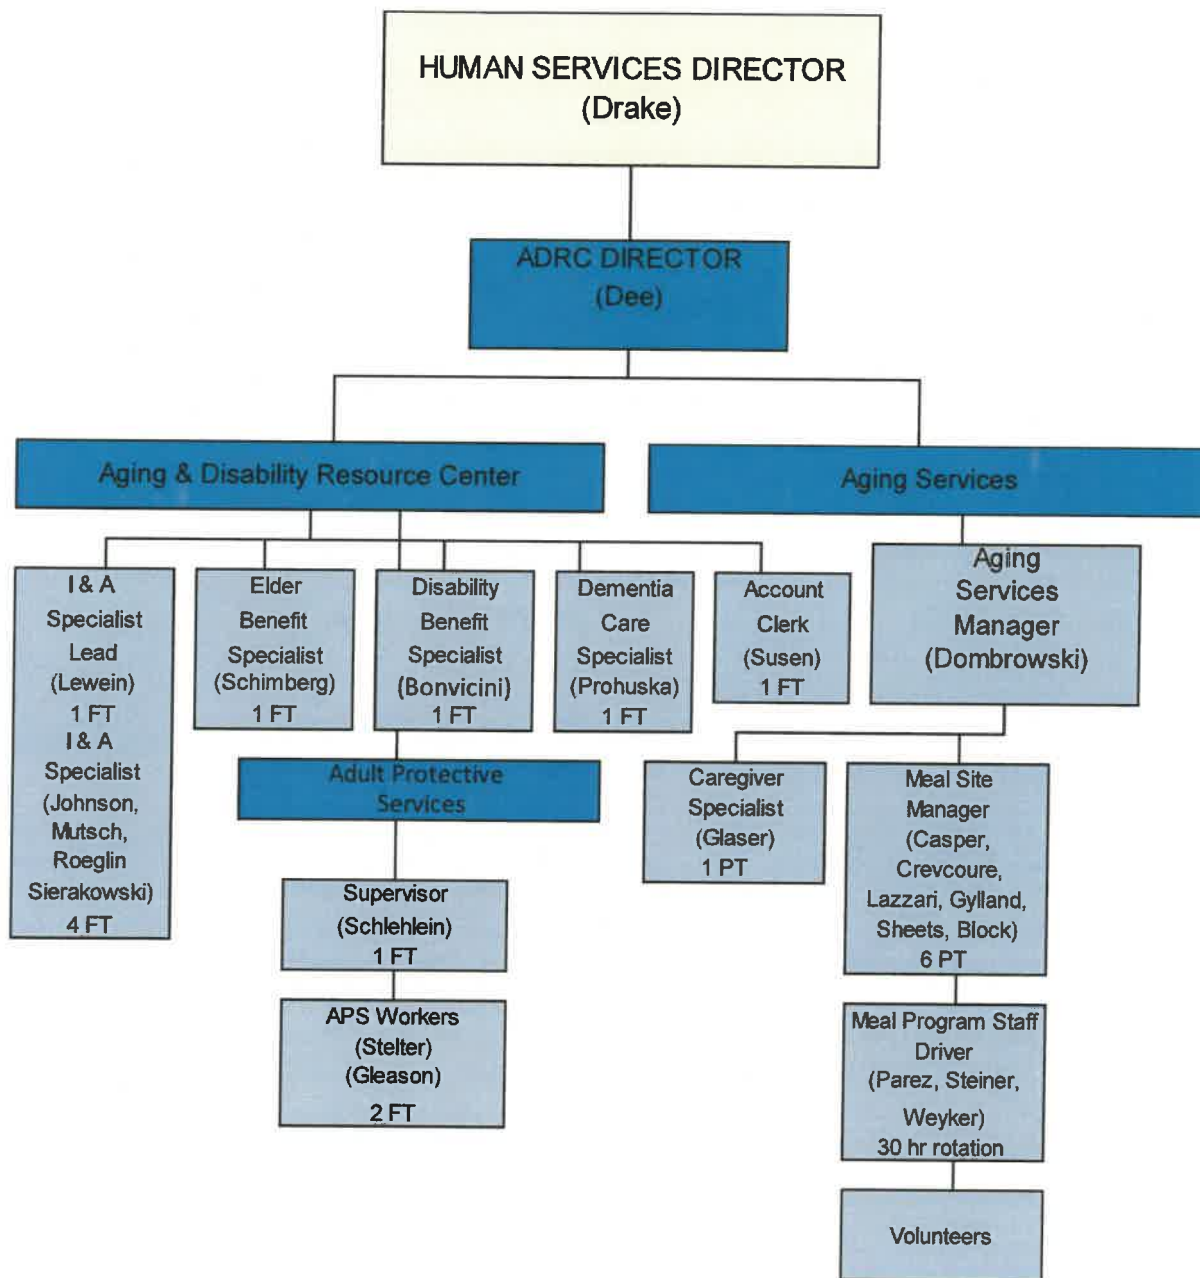 HUMAN SERVICES DIRECTOR
(Drake)
ADRC DIRECTOR
(Dee)
Aging & Disability Resource Center
Aging Services
I & A
Specialist
Lead
(Lewein)
1 FT
I & A
Specialist
(Johnson,
Mutsch,
Roeglin
Sierakowski)
4 FT
Elder
Benefit
Specialist
(Schimberg)
1 FT
Disability
Benefit
Specialist
(Bonvicini)
1 FT
Dementia
Care
Specialist
(Prohuska)
1 FT
Account
Clerk
(Susen)
1 FT
Aging
Services
Manager
(Dombrowski)
Adult Protective
Services
Supervisor
(Schlehlein)
1 FT
APS Workers
(Stelter)
(Gleason)
2 FT
Caregiver
Specialist
(Glaser)
1 PT
Meal Site
Manager
(Casper,
Crevcoure,
Lazzari, Gylland,
Sheets, Block)
6 PT
Meal Program Staff
Driver
(Parez, Steiner,
Weyker)
30 hr rotation
Volunteers